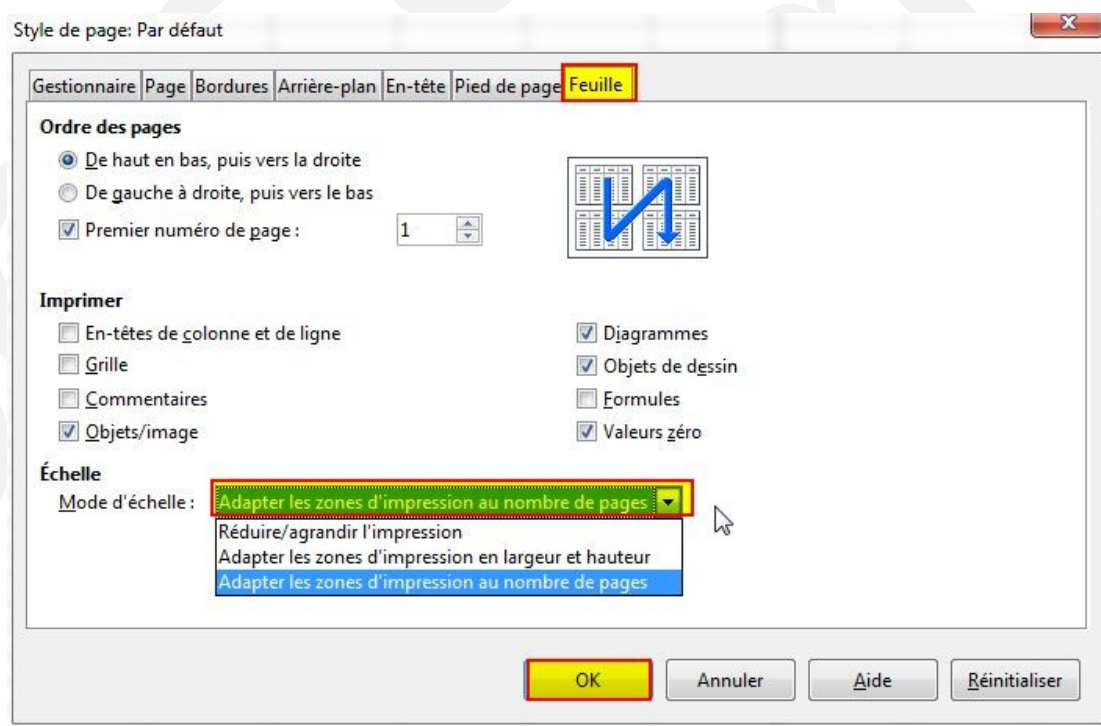 Style de page: Par défaut
Gestionnaire Page Bordures Arrière-plan En-tête Pied de page Feuille
Ordre des pages
De haut en bas, puis vers la droite
De gauche à droite, puis vers le bas
Premier numéro de page : 1
Imprimer
En-têtes de colonne et de ligne
Grille
Commentaires
Objets/image
Diagrammes
Objets de dessin
Formules
Valeurs zéro
Échelle
Mode d'échelle : Adapter les zones d'impression au nombre de pages
Réduire/agrandir l'impression
Adapter les zones d'impression en largeur et hauteur
Adapter les zones d'impression au nombre de pages
OK Annuler Aide Réinitialiser